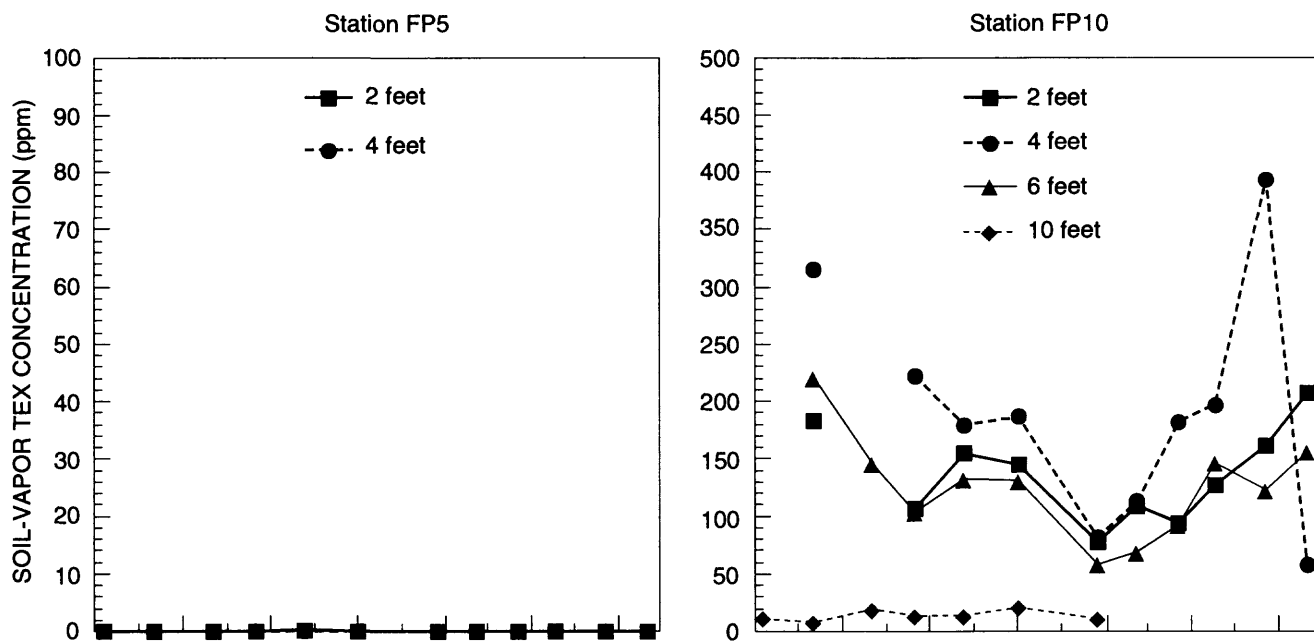 Station FP5
SOIL-VAPOR TEX CONCENTRATION (ppm)
100
90
80
70
60
50
40
30
20
10
0
2 feet
4 feet
Station FP10
500
450
400
350
300
250
200
150
100
50
0
2 feet
4 feet
6 feet
10 feet